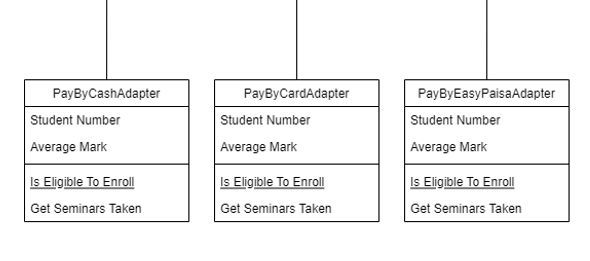 PayByCashAdapter
Student Number
Average Mark
Is Eligible To Enroll
Get Seminars Taken
PayByCardAdapter
Student Number
Average Mark
Is Eligible To Enroll
Get Seminars Taken
PayByEasyPaisaAdapter
Student Number
Average Mark
Is Eligible To Enroll
Get Seminars Taken